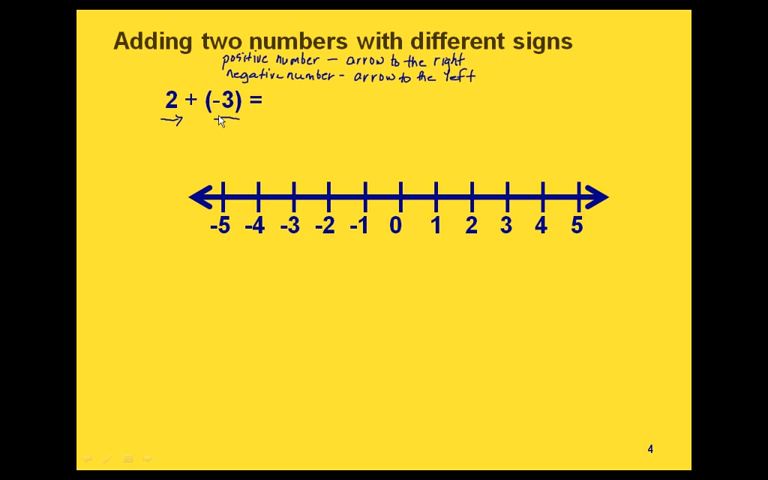 Adding two numbers with different signs
positive number - arrow to the right
negative number - arrow to the left
2 + (-3) =
-5 -4 -3 -2 -1 0 1 2 3 4 5
4